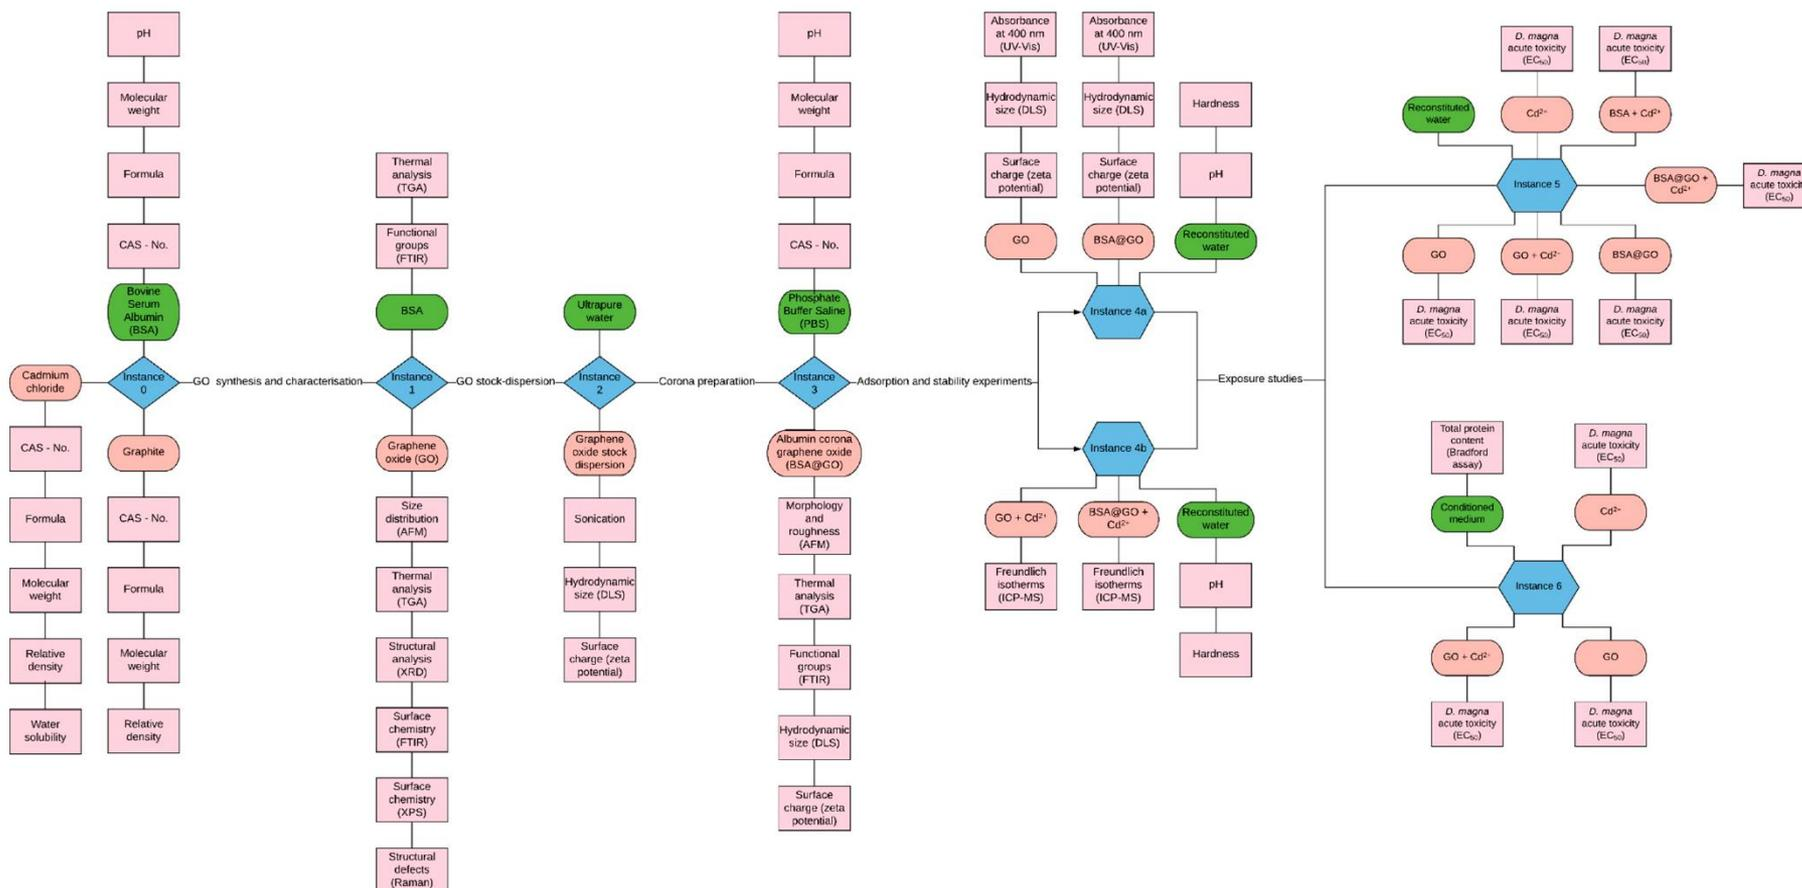 pH
Molecular
weight
Formula
CAS - No.
Bovine
Serum
Albumin
(BSA)
Cadmium
chloride
CAS - No.
Formula
Molecular
weight
Relative
density
Water
solubility
Instance
0
Graphite
CAS - No.
Formula
Molecular
weight
Relative
density
GO synthesis and characterisation
Thermal
analysis
(TGA)
Functional
groups
(FTIR)
BSA
Instance
1
Graphene
oxide (GO)
Size
distribution
(AFM)
Thermal
analysis
(TGA)
Structural
analysis
(XRD)
Surface
chemistry
(FTIR)
Surface
chemistry
(XPS)
Structural
defects
(Raman)
GO stock-dispersion
Ultrapure
water
Instance
2
Graphene
oxide stock
dispersion
Sonication
Hydrodynamic
size (DLS)
Surface
charge (zeta
potential)
Corona preparation
pH
Molecular
weight
Formula
CAS - No.
Phosphate
Buffer Saline
(PBS)
Instance
3
Albumin corona
graphene oxide
(BSA@GO)
Morphology
and
roughness
(AFM)
Thermal
analysis
(TGA)
Functional
groups
(FTIR)
Hydrodynamic
size (DLS)
Surface
charge (zeta
potential)
Adsorption and stability experiments
Absorbance
at 400 nm
(UV-Vis)
Hydrodynamic
size (DLS)
Surface
charge (zeta
potential)
GO
Absorbance
at 400 nm
(UV-Vis)
Hydrodynamic
size (DLS)
Surface
charge (zeta
potential)
BSA@GO
Hardness
pH
Reconstituted
water
Instance 4a
Instance 4b
GO + Cd²⁺
Freundlich
isotherms
(ICP-MS)
BSA@GO +
Cd²⁺
Freundlich
isotherms
(ICP-MS)
Reconstituted
water
pH
Hardness
Exposure studies
Reconstituted
water
D. magna
acute toxicity
(EC₅₀)
Cd²⁺
D. magna
acute toxicity
(EC₅₀)
BSA + Cd²⁺
Instance 5
BSA@GO +
Cd²⁺
D. magna
acute toxicit
(EC₅₀)
GO
D. magna
acute toxicity
(EC₅₀)
GO + Cd²⁺
D. magna
acute toxicity
(EC₅₀)
BSA@GO
D. magna
acute toxicity
(EC₅₀)
Total protein
content
(Bradford
assay)
Conditioned
medium
D. magna
acute toxicity
(EC₅₀)
Cd²⁺
Instance 6
GO + Cd²⁺
D. magna
acute toxicity
(EC₅₀)
GO
D. magna
acute toxicity
(EC₅₀)